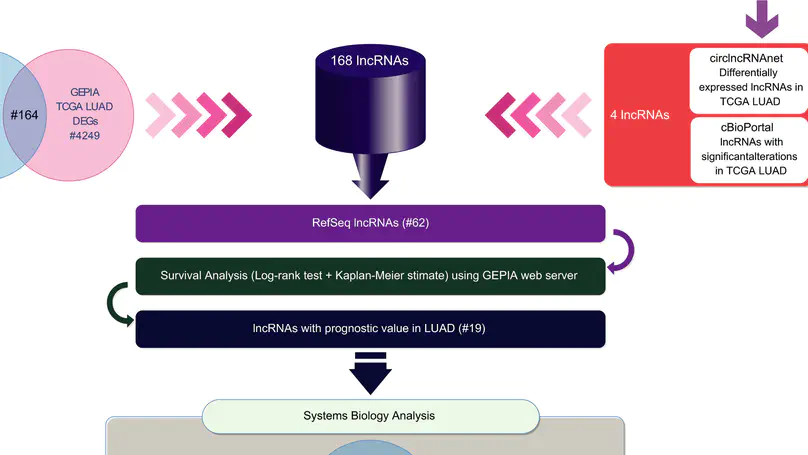 #164
GEPIA
TCGA LUAD
DEGs
#4249
168 lncRNAs
4 lncRNAs
circlncRNAnet
Differentially
expressed lncRNAs in
TCGA LUAD
cBioPortal
lncRNAs with
significantalterations
in TCGA LUAD
RefSeq lncRNAs (#62)
Survival Analysis (Log-rank test + Kaplan-Meier stimate) using GEPIA web server
lncRNAs with prognostic value in LUAD (#19)
Systems Biology Analysis